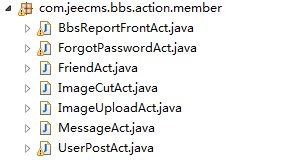 com.jeecms.bbs.action.member
BbsReportFrontAct.java
ForgotPasswordAct.java
FriendAct.java
ImageCutAct.java
ImageUploadAct.java
MessageAct.java
UserPostAct.java